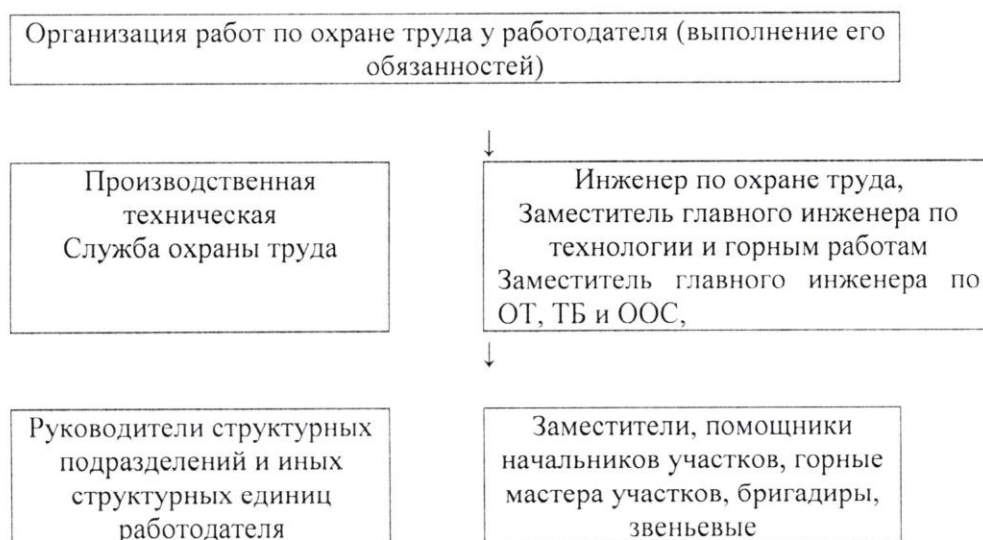 Организация работ по охране труда у работодателя (выполнение его
обязанностей)
↓
Производственная
техническая
Служба охраны труда
Инженер по охране труда,
Заместитель главного инженера по
технологии и горным работам
Заместитель главного инженера по
ОТ, ТБ и ООС,
↓
Руководители структурных
подразделений и иных
структурных единиц
работодателя
Заместители, помощники
начальников участков, горные
мастера участков, бригадиры,
звеньевые